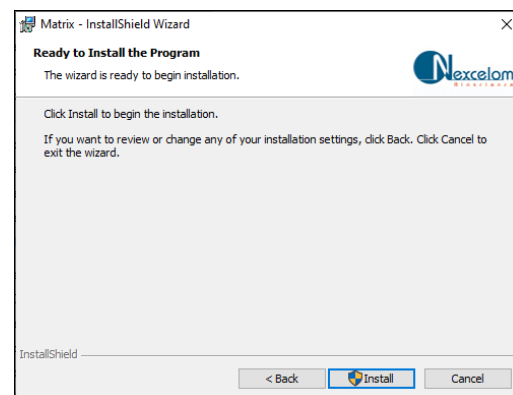 Matrix - InstallShield Wizard
Ready to Install the Program
The wizard is ready to begin installation.
Nexcelom
Bioscience
Click Install to begin the installation.
If you want to review or change any of your installation settings, click Back. Click Cancel to
exit the wizard.
InstallShield
< Back
Install
Cancel